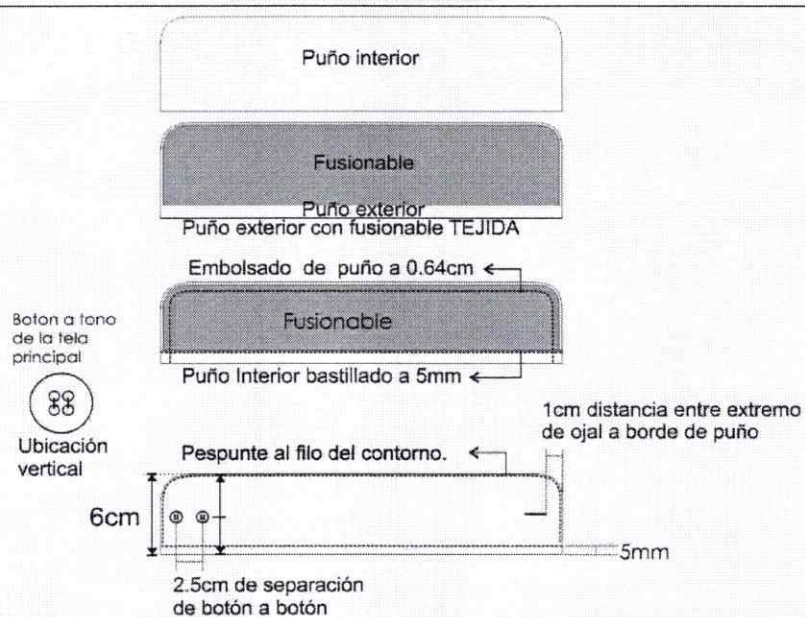 Puño interior
Fusionable
Puño exterior
Puño exterior con fusionable TEJIDA
Embolsado de puño a 0.64cm
Fusionable
Boton a tono
de la tela
principal
Puño Interior bastillado a 5mm
Ubicación
vertical
1cm distancia entre extremo
de ojal a borde de puño
Pespunte al filo del contorno.
6cm
5mm
2.5cm de separación
de botón a botón